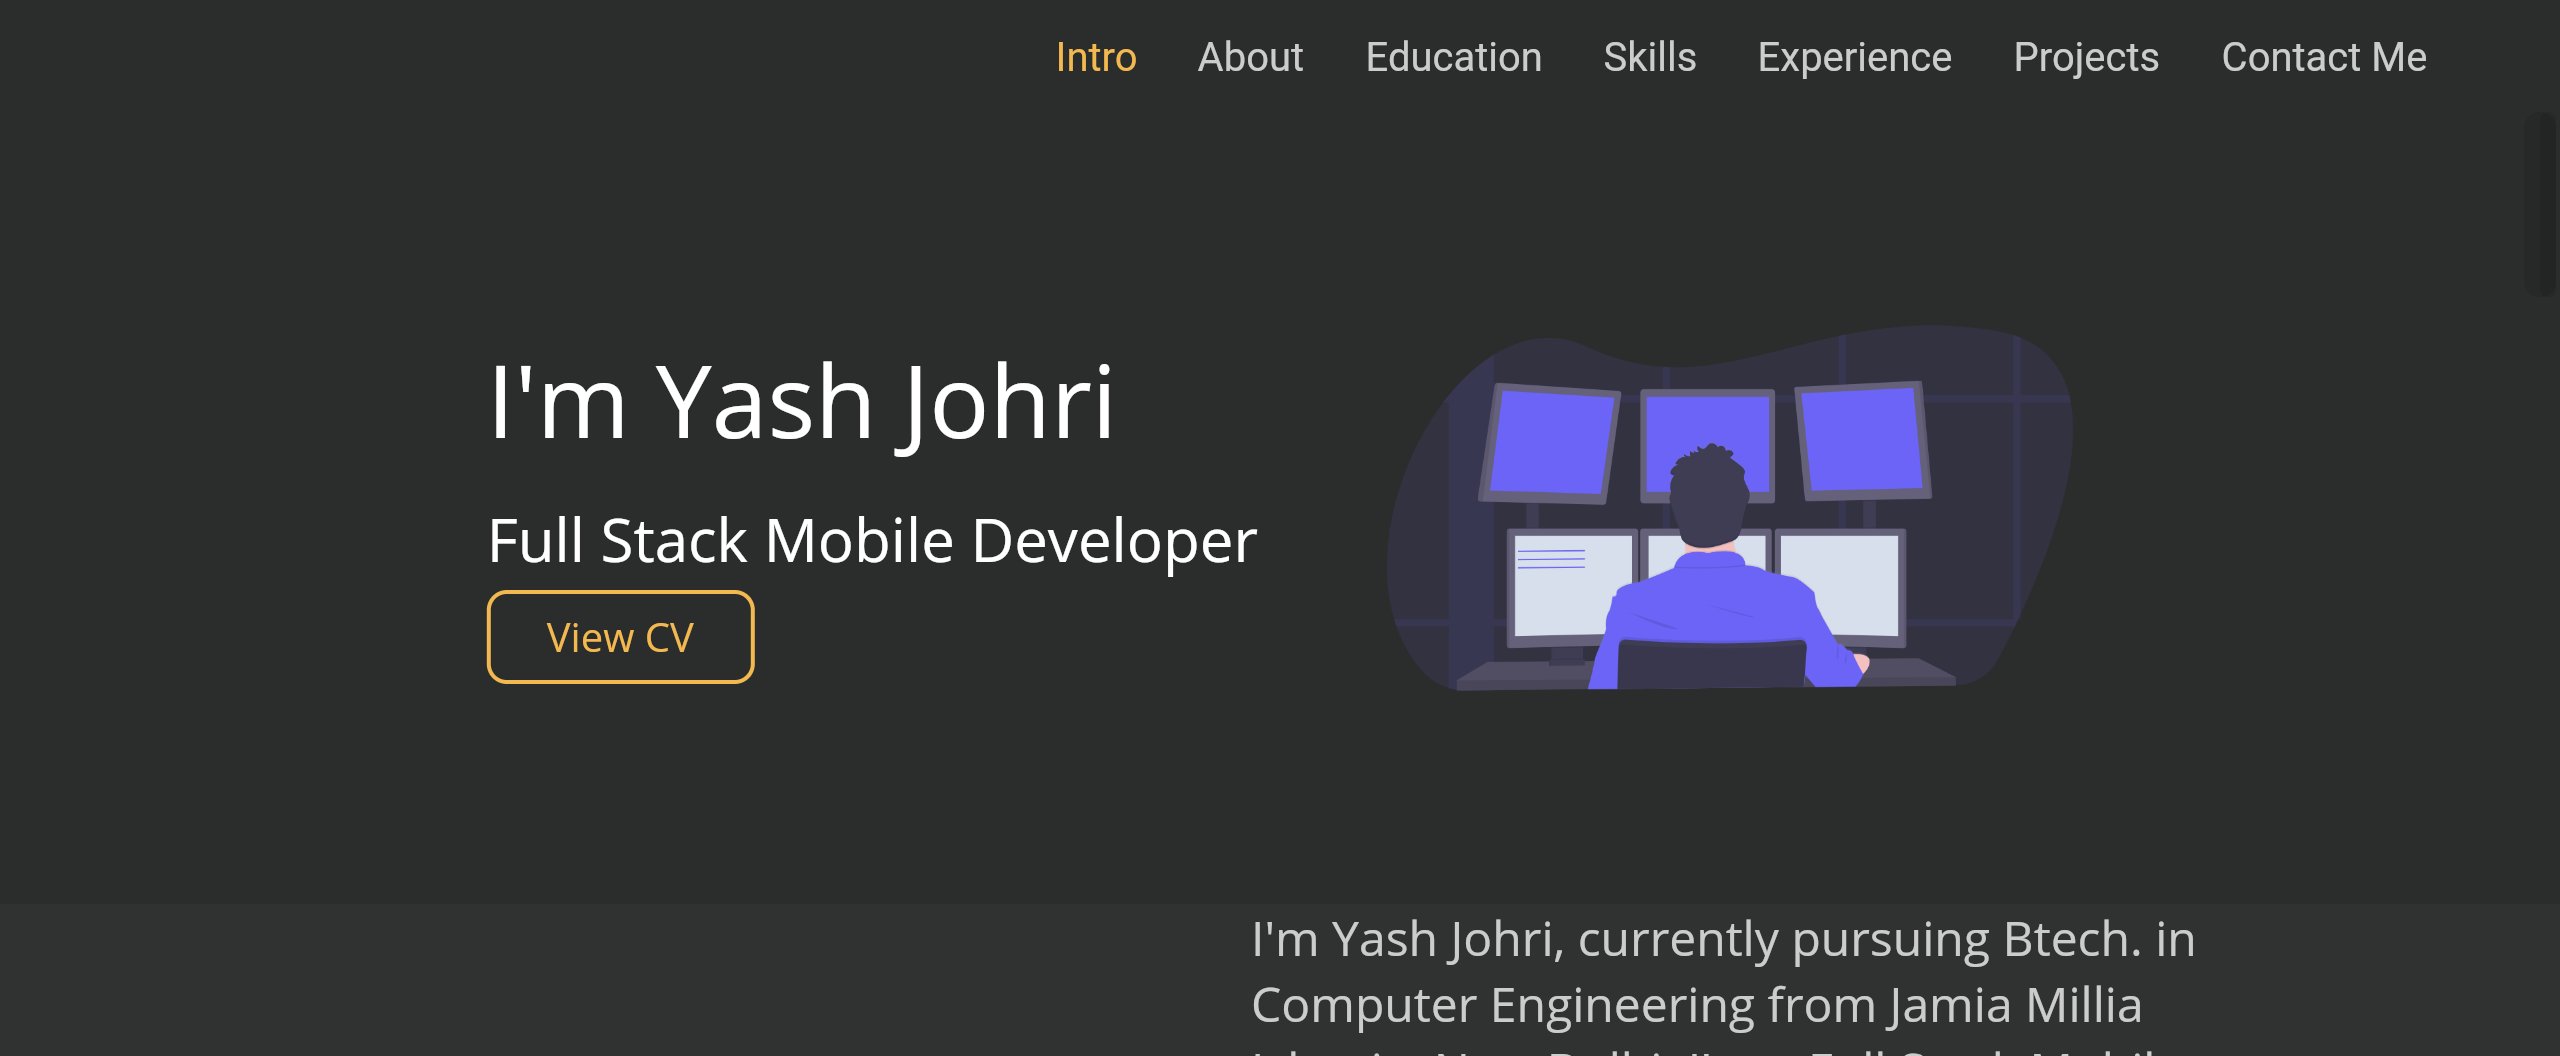 Intro About Education Skills Experience Projects Contact Me
I'm Yash Johri
Full Stack Mobile Developer
View CV
I'm Yash Johri, currently pursuing Btech. in
Computer Engineering from Jamia Millia